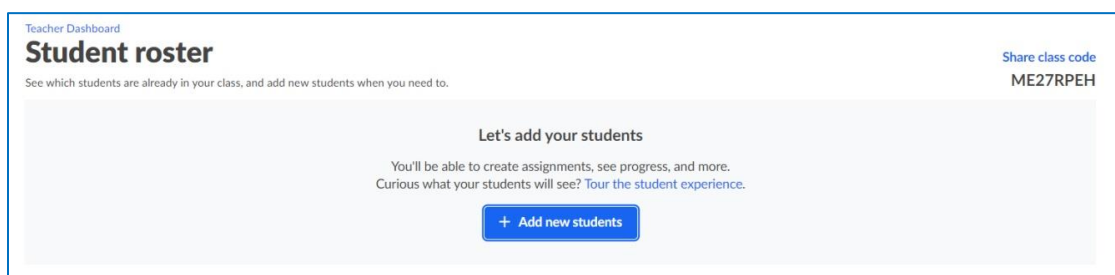 Teacher Dashboard
Student roster
See which students are already in your class, and add new students when you need to.
Share class code
ME27RPEH
Let's add your students
You'll be able to create assignments, see progress, and more.
Curious what your students will see? Tour the student experience.
+ Add new students